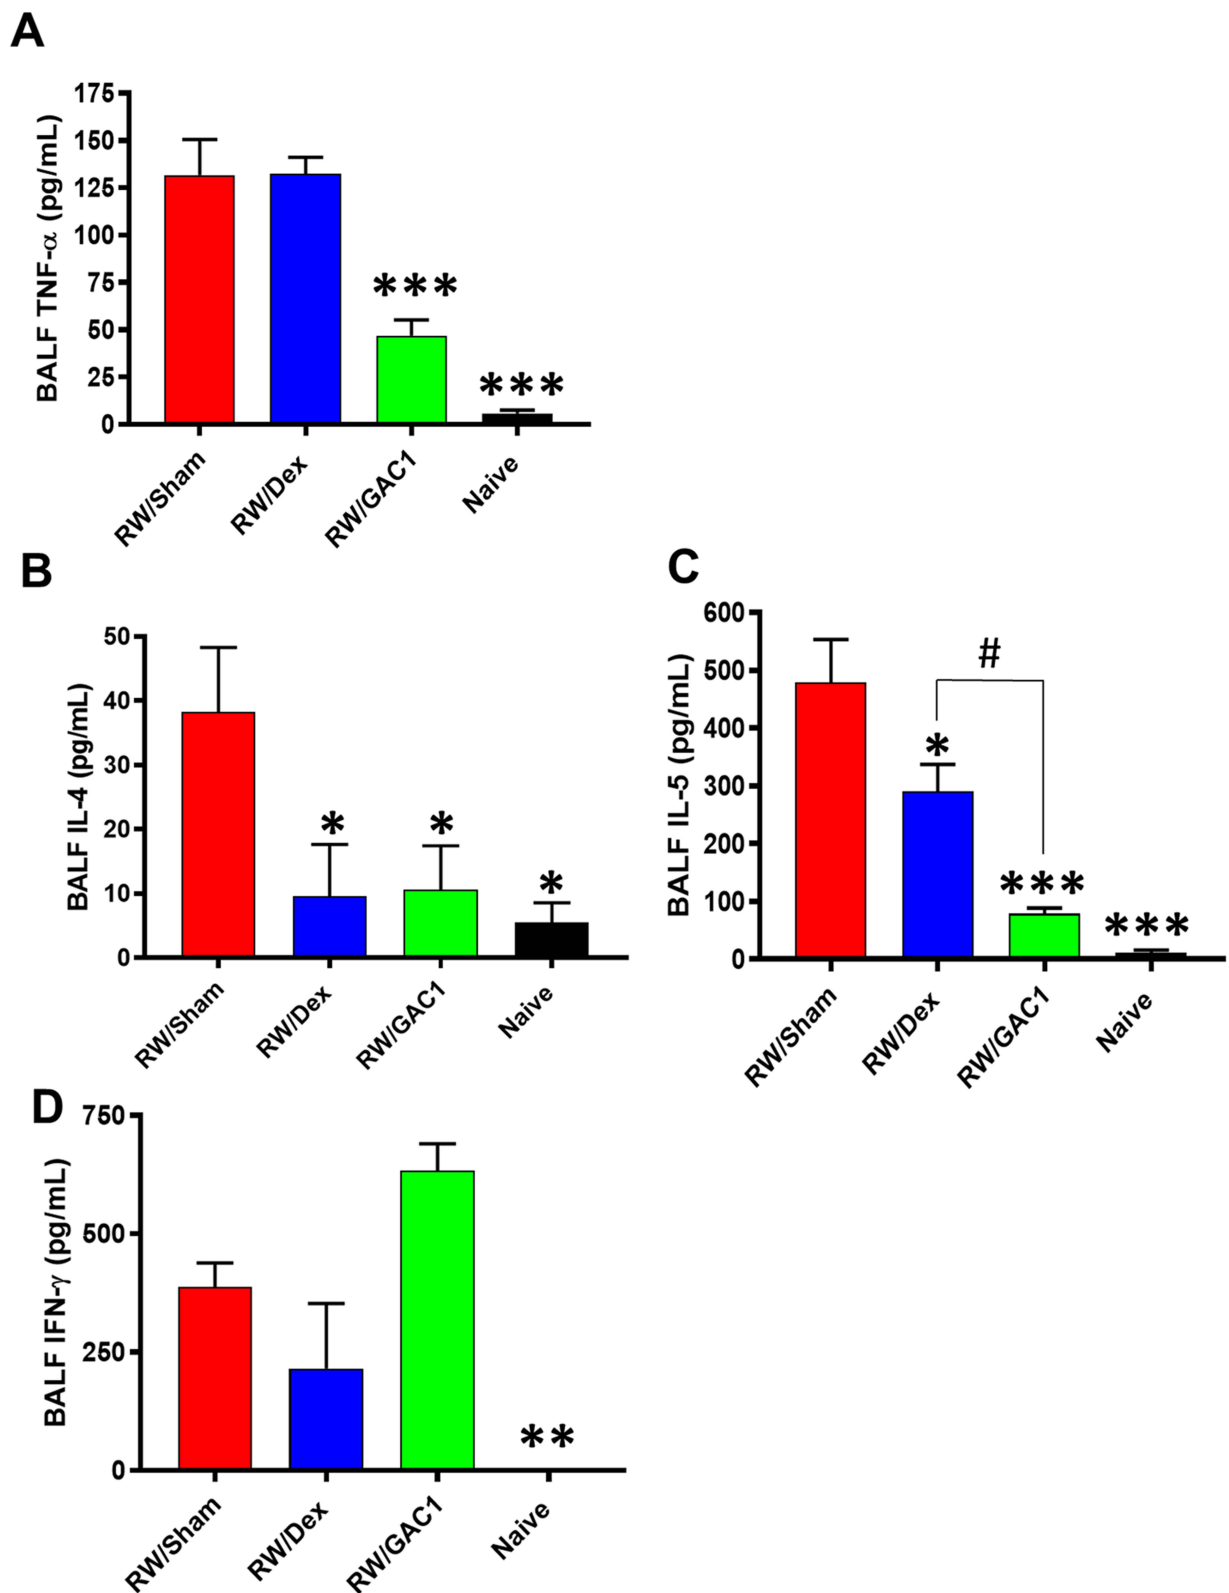 A
BALF TNF-α (pg/mL)
175
150
125
100
75
50
25
0
***
***
RW/Sham
RW/Dex
RW/GAC1
Naive
B
BALF IL-4 (pg/mL)
50
40
30
20
10
0
*
*
*
RW/Sham
RW/Dex
RW/GAC1
Naive
C
BALF IL-5 (pg/mL)
600
500
400
300
200
100
0
#
*
***
***
RW/Sham
RW/Dex
RW/GAC1
Naive
D
BALF IFN-γ (pg/mL)
750
500
250
0
**
RW/Sham
RW/Dex
RW/GAC1
Naive